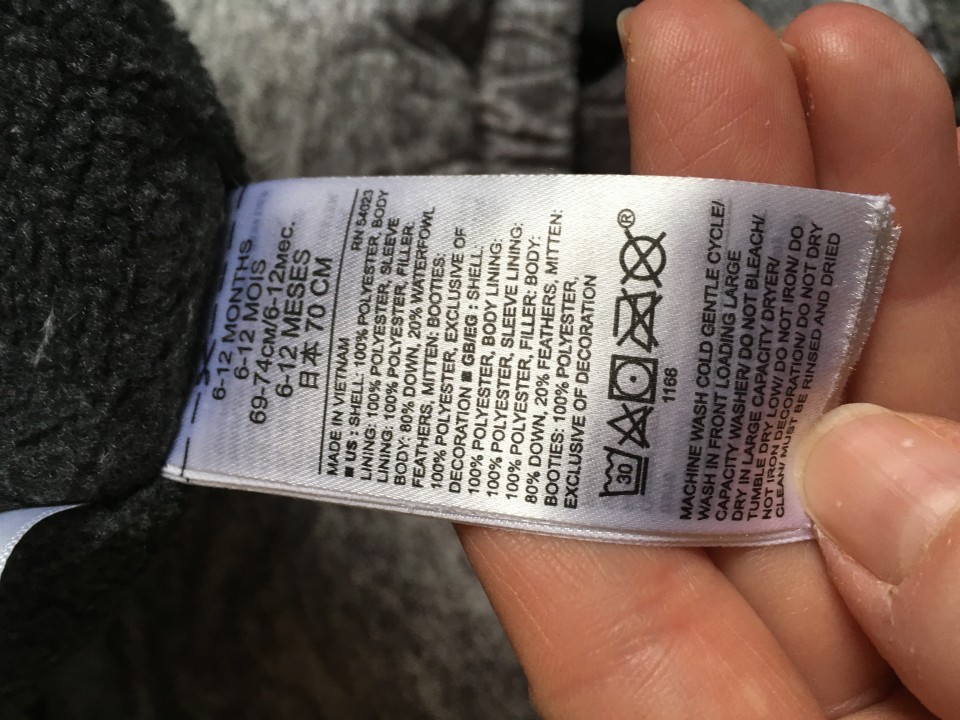 6-12 MONTHS
6-12 MOIS
69-74CM/6-12мес.
6-12 MESES
日本 70 CM
RN 54023
MADE IN VIETNAM
■ US : SHELL: 100% POLYESTER, BODY
LINING: 100% POLYESTER, SLEEVE
LINING: 100% POLYESTER, FILLER:
BODY: 80% DOWN, 20% WATERFOWL
FEATHERS, MITTEN: BOOTIES:
100% POLYESTER, EXCLUSIVE OF
DECORATION ■ GB/EG : SHELL:
100% POLYESTER, BODY LINING:
100% POLYESTER, SLEEVE LINING:
100% POLYESTER, FILLER: BODY:
80% DOWN, 20% FEATHERS, MITTEN:
BOOTIES: 100% POLYESTER,
EXCLUSIVE OF DECORATION
30 ®
1166
MACHINE WASH COLD GENTLE CYCLE/
WASH IN FRONT LOADING LARGE
CAPACITY WASHER/ DO NOT BLEACH/
DRY IN LARGE CAPACITY DRYER/
TUMBLE DRY LOW/ DO NOT IRON/ DO
NOT IRON DECORATION/ DO NOT DRY
CLEAN/ MUST BE RINSED AND DRIED